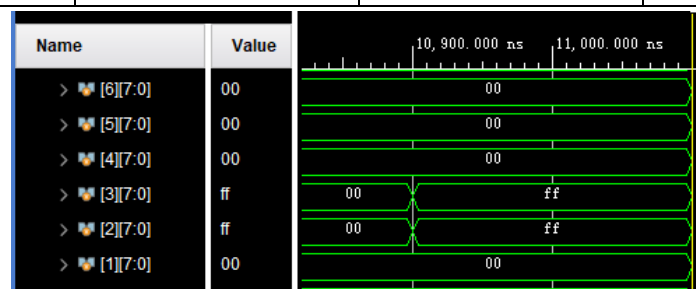 Name Value 10,900.000 ns 11,000.000 ns
> [6][7:0] 00 00
> [5][7:0] 00 00
> [4][7:0] 00 00
> [3][7:0] ff 00 ff
> [2][7:0] ff 00 ff
> [1][7:0] 00 00